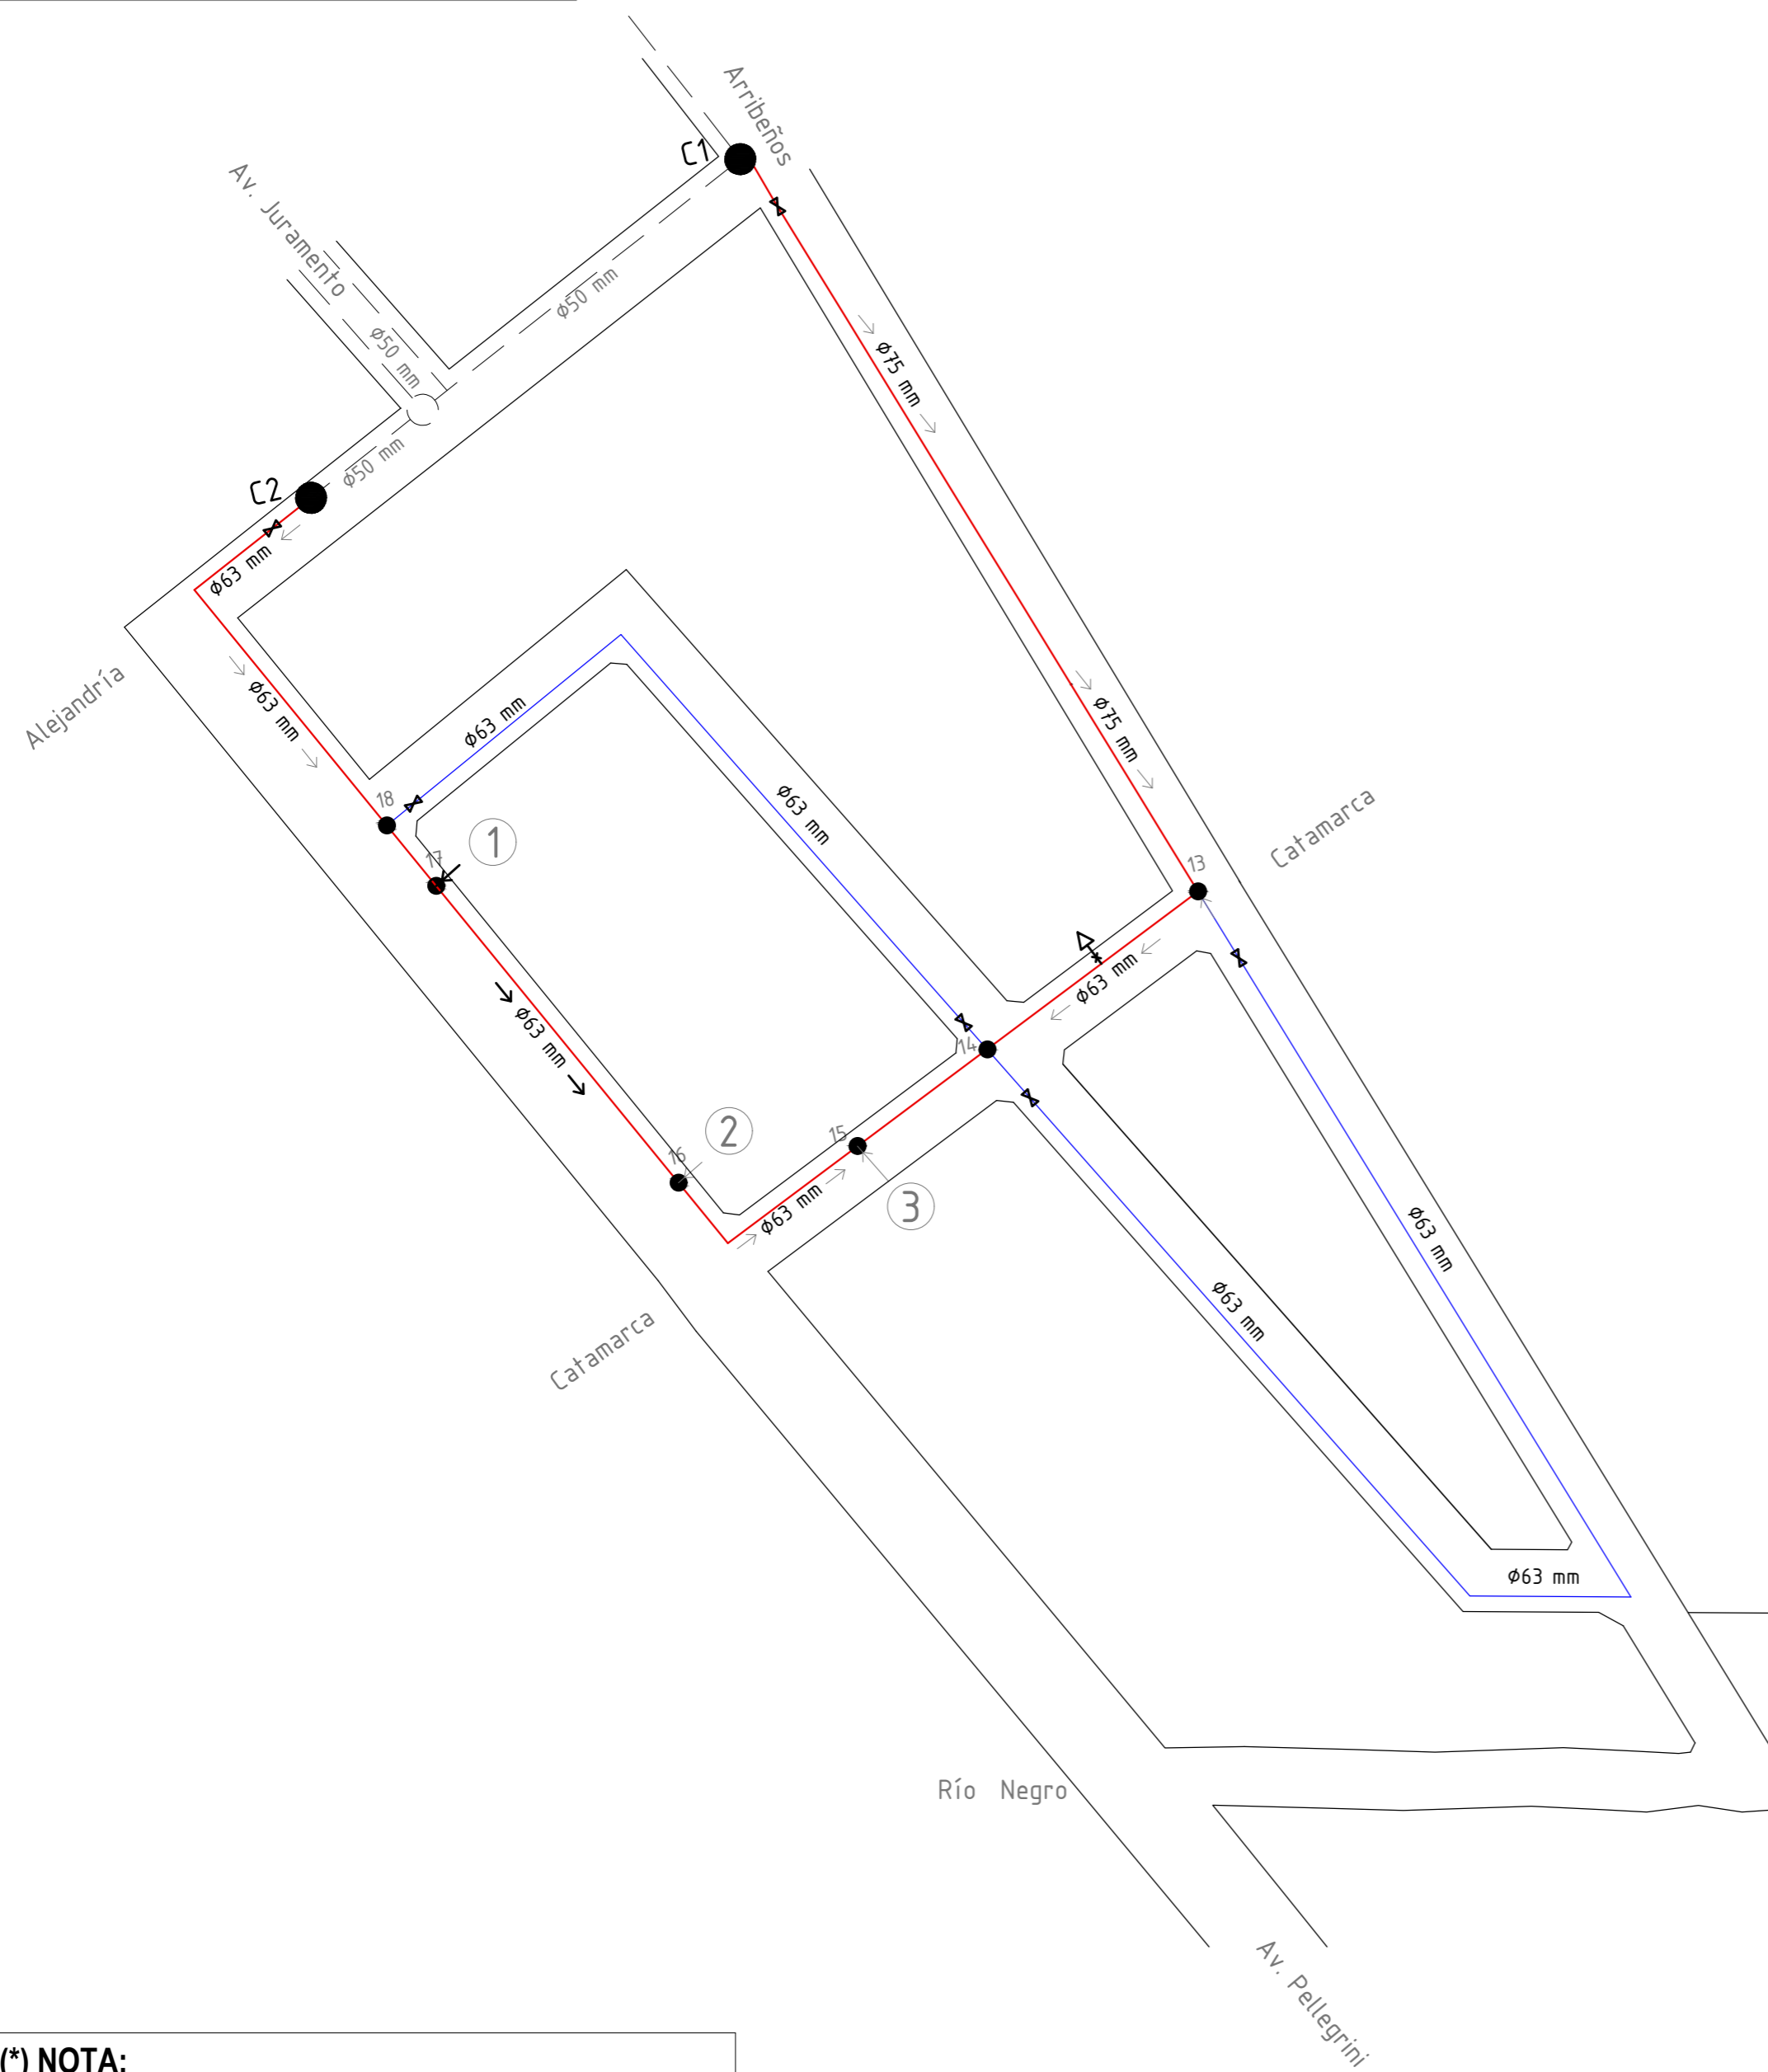 Arribeños
C1
Av. Juramento
ϕ50 mm
ϕ50 mm
ϕ75 mm
ϕ50 mm
C2
ϕ63 mm
Alejandría
ϕ63 mm
ϕ63 mm
ϕ75 mm
18
ϕ63 mm
Catamarca
1
17
13
ϕ63 mm
ϕ63 mm
14
2
15
16
3
ϕ63 mm
ϕ63 mm
ϕ63 mm
Catamarca
ϕ63 mm
Río Negro
Av. Pellegrini
(*) NOTA: